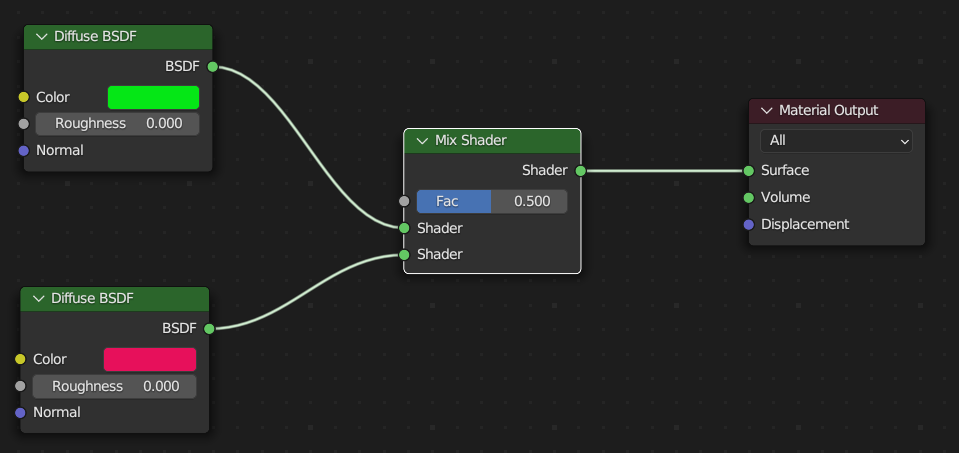 Diffuse BSDF
BSDF
Color
Roughness 0.000
Normal
Diffuse BSDF
BSDF
Color
Roughness 0.000
Normal
Mix Shader
Shader
Fac 0.500
Shader
Shader
Material Output
All
Surface
Volume
Displacement